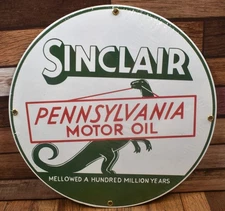 SINCLAIR
PENNSYLVANIA
MOTOR OIL
MELLOWED A HUNDRED MILLION YEARS